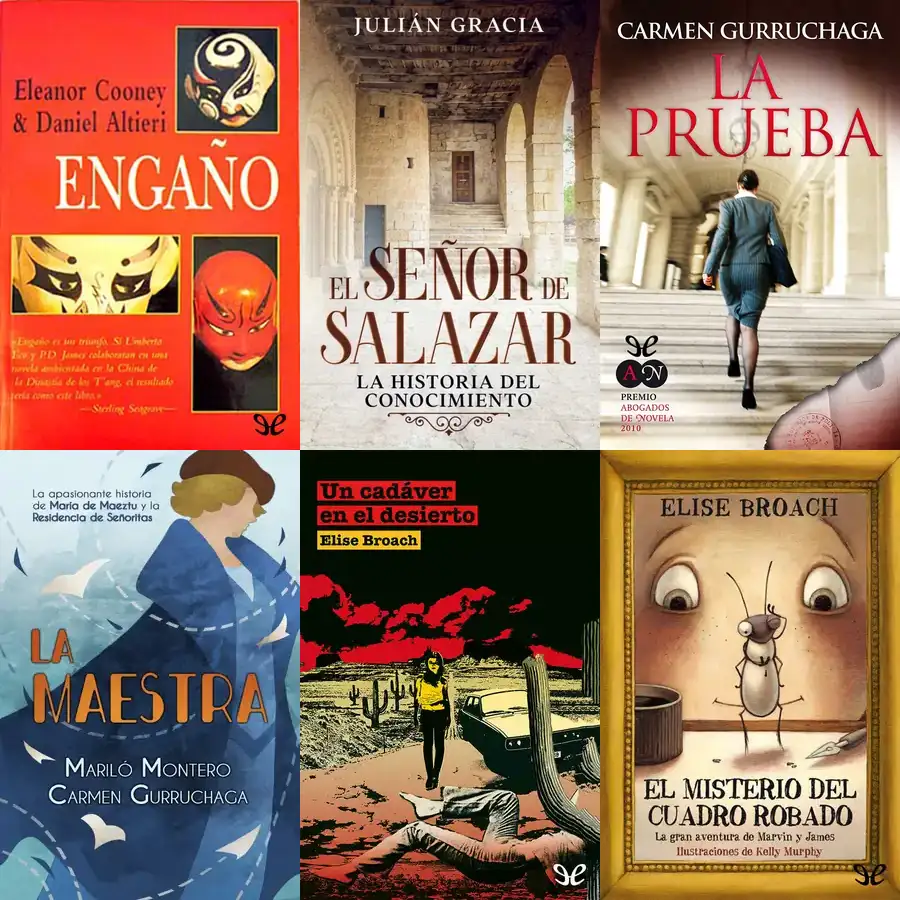 Eleanor Cooney
& Daniel Altieri
ENGAÑO
«Engaño es un triunfo. Si Umberto
Eco y P.D. James colaboraran en una
novela ambientada en la China de
la Dinastía de los T'ang, el resultado
sería como este libro.»
—Sterling Seagrave—
JULIÁN GRACIA
EL SEÑOR DE
SALAZAR
LA HISTORIA DEL
CONOCIMIENTO
CARMEN GURRUCHAGA
LA
PRUEBA
A N
PREMIO
ABOGADOS
DE NOVELA
2010
La apasionante historia
de María de Maeztu y la
Residencia de Señoritas
LA
MAESTRA
MARILÓ MONTERO
CARMEN GURRUCHAGA
Un cadáver
en el desierto
Elise Broach
ELISE BROACH
EL MISTERIO DEL
CUADRO ROBADO
La gran aventura de Marvin y James
Ilustraciones de Kelly Murphy